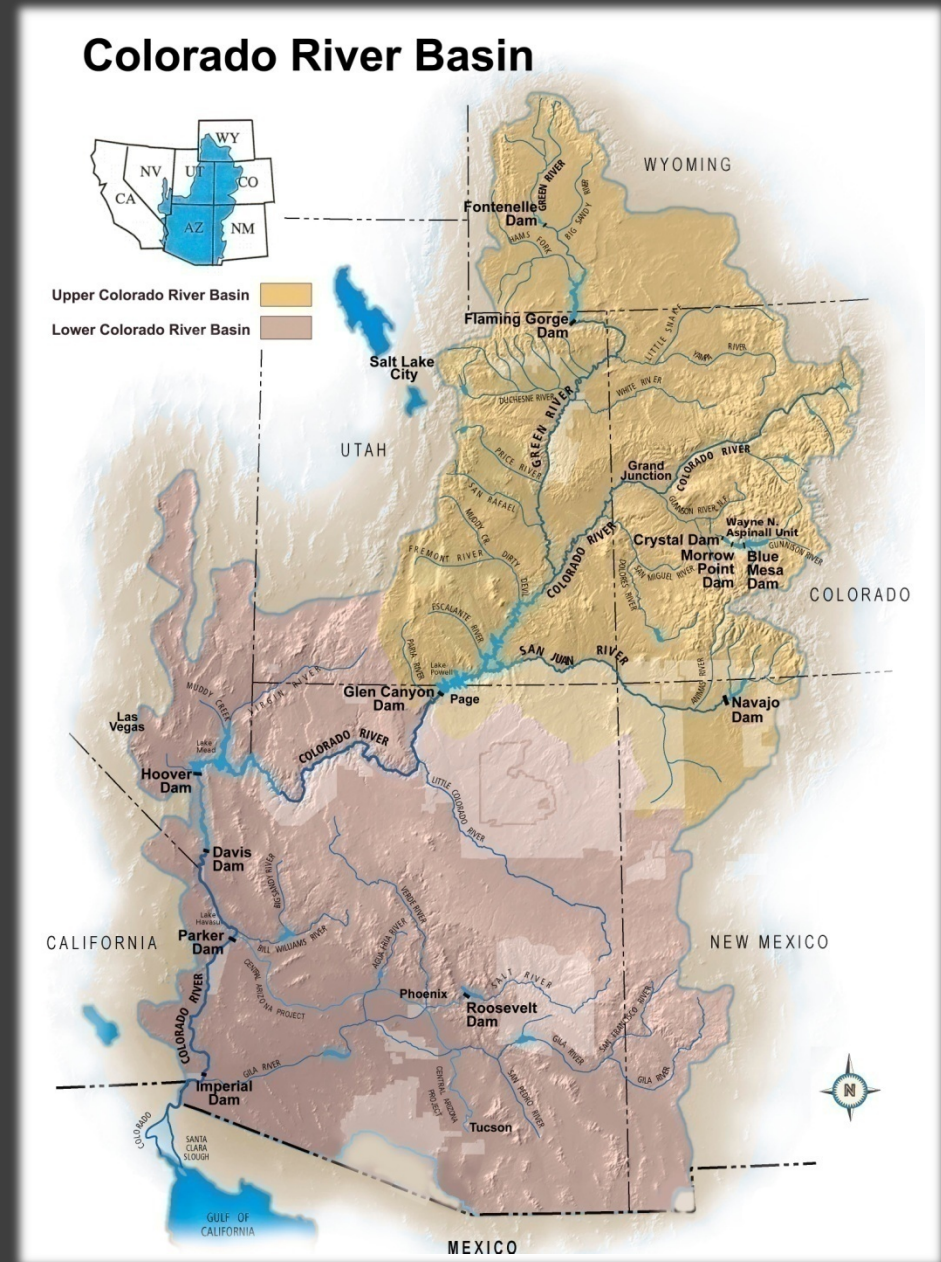 Colorado River Basin
WY
NV
UT
CO
CA
AZ
NM
Upper Colorado River Basin
Lower Colorado River Basin
WYOMING
GREEN RIVER
Fontenelle
Dam
BIG SANDY RIVER
HAMS FORK
Flaming Gorge
Dam
LITTLE SNAKE
YAMPA RIVER
Salt Lake
City
DUCHESNE RIVER
WHITE RIVER
GREEN RIVER
UTAH
PRICE RIVER
Grand
Junction
COLORADO RIVER
SAN RAFAEL
GUNNISON RIVER N.F.
MUDDY CR.
Wayne N.
Aspinall Unit
Crystal Dam
GUNNISON RIVER
Morrow
Point
Dam
Blue
Mesa
Dam
COLORADO RIVER
FREMONT RIVER
DIRTY
DEVIL
DOLORES RIVER
SAN MIGUEL RIVER
COLORADO
ESCALANTE
RIVER
PARIA RIVER
SAN JUAN RIVER
Lake
Powell
ANIMAS RIVER
Glen Canyon
Dam
Page
Navajo
Dam
MUDDY
CREEK
VIRGIN RIVER
Las
Vegas
Lake
Mead
COLORADO RIVER
Hoover
Dam
LITTLE COLORADO
RIVER
Davis
Dam
BIG SANDY RIVER
VERDE RIVER
Lake
Havasu
CALIFORNIA
Parker
Dam
BILL WILLIAMS RIVER
AGUA FRIA RIVER
NEW MEXICO
CENTRAL ARIZONA PROJECT
SALT RIVER
Phoenix
Roosevelt
Dam
COLORADO RIVER
SAN FRANCISCO RIVER
GILA RIVER
GILA RIVER
GILA RIVER
Imperial
Dam
CENTRAL ARIZONA
PROJECT
SAN PEDRO RIVER
N
COLORADO
Tucson
SANTA
CLARA
SLOUGH
GULF OF
CALIFORNIA
MEXICO